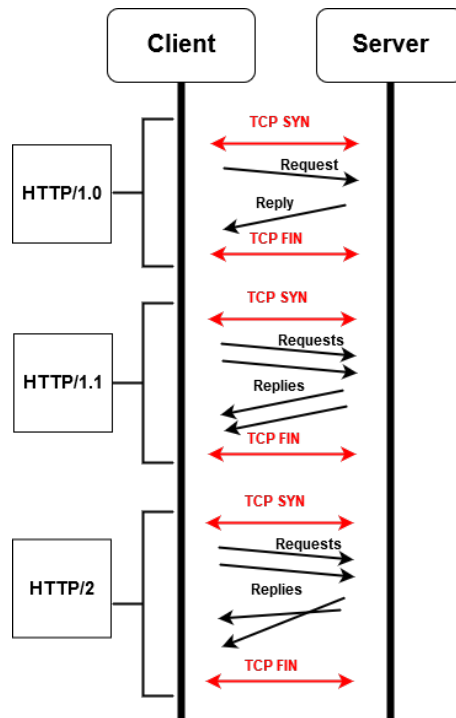 Client
Server
TCP SYN
Request
HTTP/1.0
Reply
TCP FIN
TCP SYN
Requests
HTTP/1.1
Replies
TCP FIN
TCP SYN
Requests
HTTP/2
Replies
TCP FIN